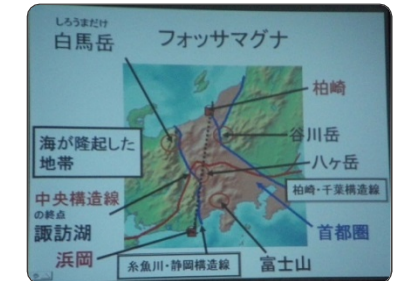 しろうまだけ
白馬岳
フォッサマグナ
柏崎
谷川岳
海が隆起した
地帯
八ヶ岳
柏崎・千葉構造線
中央構造線
の終点
諏訪湖
首都圏
浜岡
糸魚川・静岡構造線
富士山